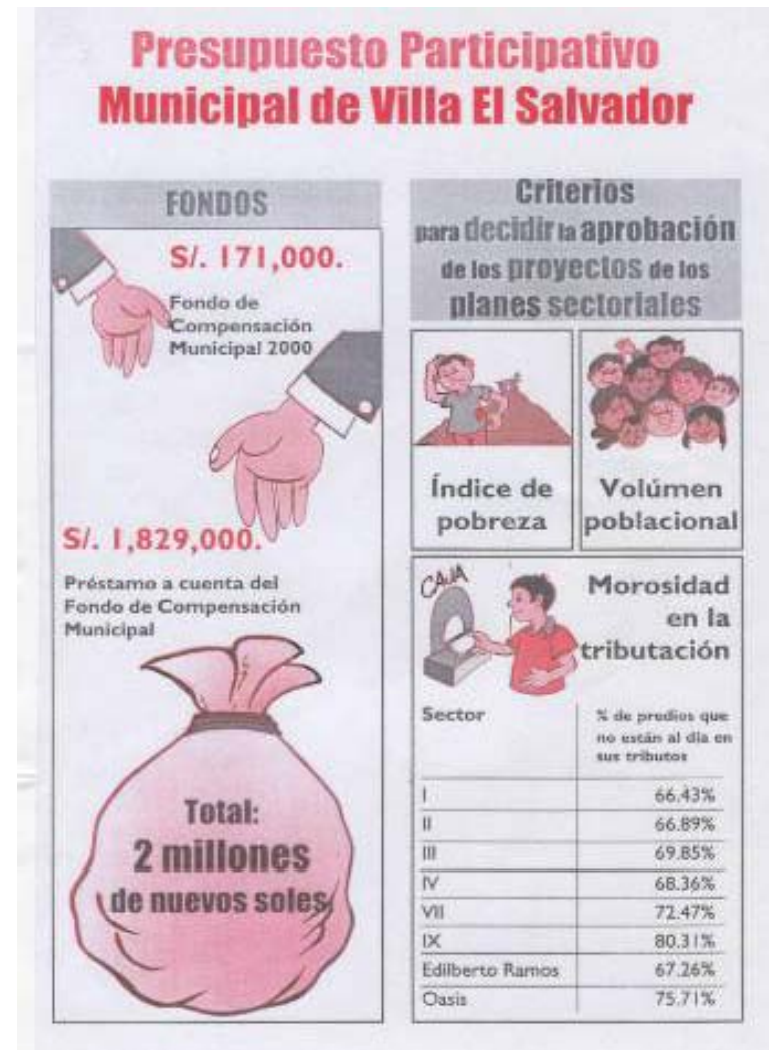 Presupuesto Participativo
Municipal de Villa El Salvador
FONDOS
S/. 171,000.
Fondo de
Compensación
Municipal 2000
S/. 1,829,000.
Préstamo a cuenta del
Fondo de Compensación
Municipal
Total:
2 millones
de nuevos soles
Criterios
para decidir la aprobación
de los proyectos de los
planes sectoriales
Índice de
pobreza
Volúmen
poblacional
CAJA
Morosidad
en la
tributación
Sector % de predios que
no están al día en
sus tributos
I 66.43%
II 66.89%
III 69.85%
IV 68.36%
VII 72.47%
IX 80.31%
Edilberto Ramos 67.26%
Oasis 75.71%